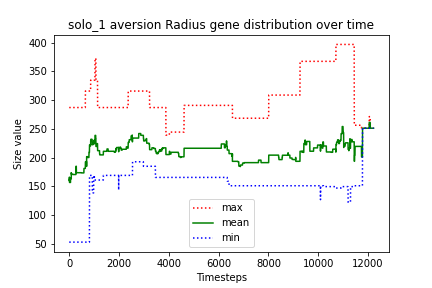 solo_1 aversion Radius gene distribution over time
Size value
400
350
300
250
200
150
100
50
max
mean
min
0
2000
4000
6000
8000
10000
12000
Timesteps